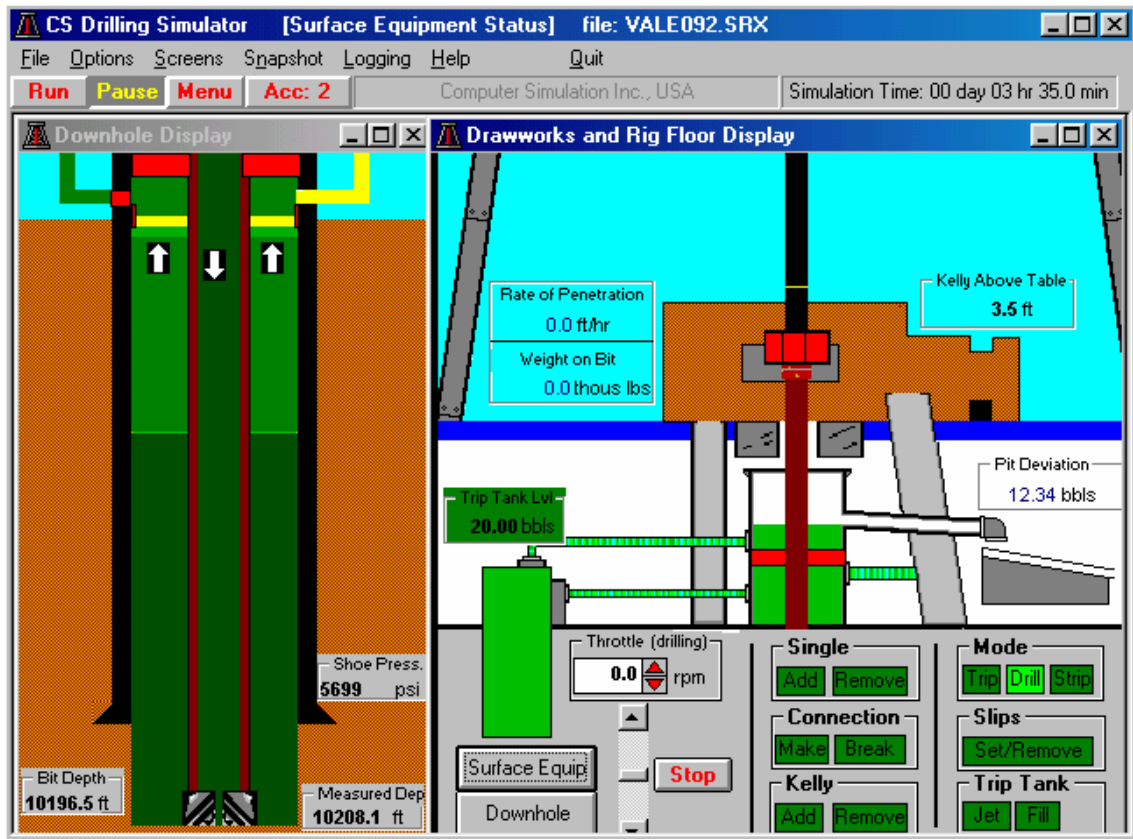 CS Drilling Simulator [Surface Equipment Status] file: VALE092.SRX
File Options Screens Snapshot Logging Help Quit
Run Pause Menu Acc: 2 Computer Simulation Inc., USA Simulation Time: 00 day 03 hr 35.0 min
Downhole Display
Drawworks and Rig Floor Display
Shoe Press.
5699 psi
Bit Depth
10196.5 ft
Measured Dep
10208.1 ft
Rate of Penetration
0.0 ft/hr
Weight on Bit
0.0 thous lbs
Kelly Above Table
3.5 ft
Pit Deviation
12.34 bbls
Trip Tank Lvl
20.00 bbls
Throttle (drilling)
0.0 rpm
Surface Equip
Downhole
Stop
Single
Add Remove
Connection
Make Break
Kelly
Add Remove
Mode
Trip Drill Strip
Slips
Set/Remove
Trip Tank
Jet Fill